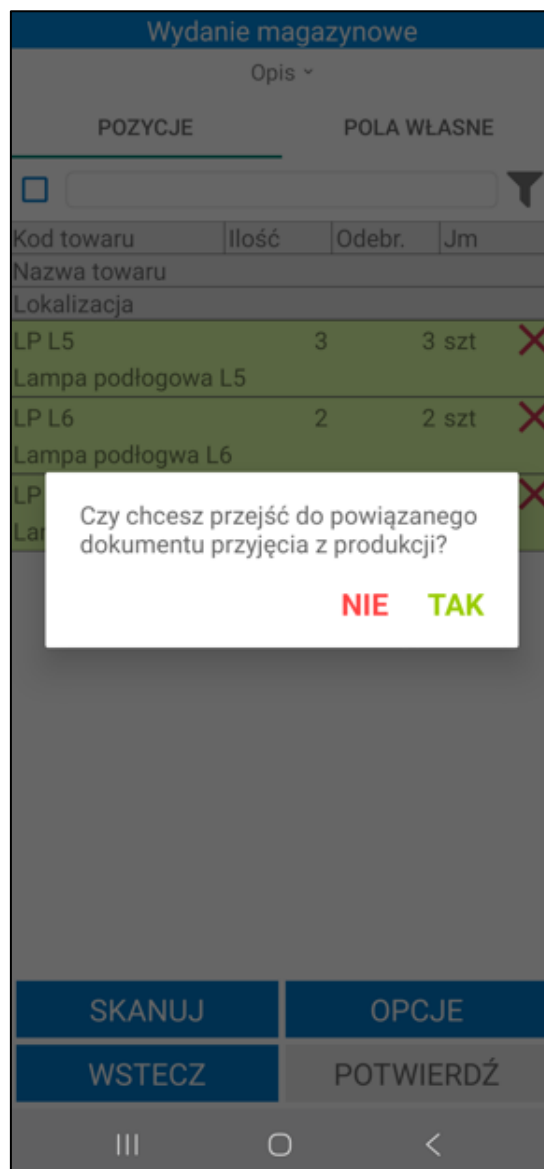 Wydanie magazynowe
Opis
POZYCJE POLA WŁASNE
Kod towaru Ilość Odebr. Jm
Nazwa towaru
Lokalizacja
LP L5 3 3 szt
Lampa podłogowa L5
LP L6 2 2 szt
Lampa podłogwa L6
LP
Czy chcesz przejść do powiązanego
dokumentu przyjęcia z produkcji?
NIE TAK
SKANUJ OPCJE
WSTECZ POTWIERDŹ